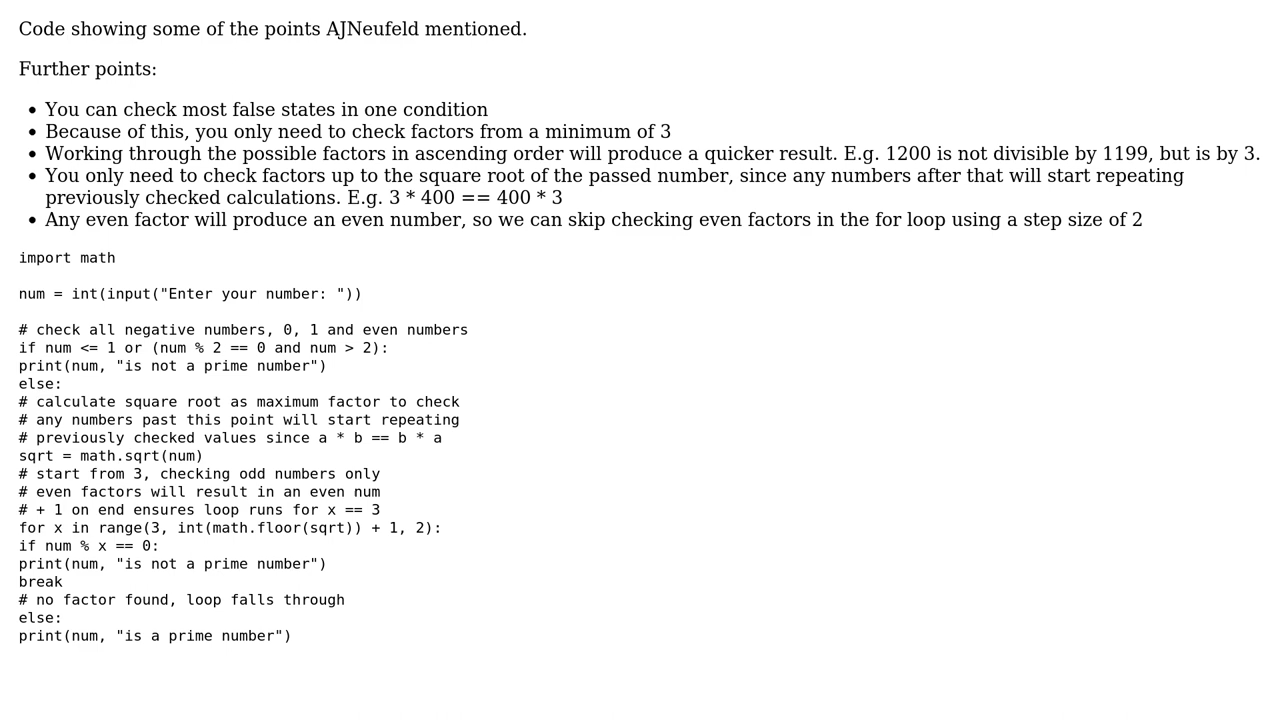 Code showing some of the points AJNeufeld mentioned.
Further points:
• You can check most false states in one condition
• Because of this, you only need to check factors from a minimum of 3
• Working through the possible factors in ascending order will produce a quicker result. E.g. 1200 is not divisible by 1199, but is by 3.
• You only need to check factors up to the square root of the passed number, since any numbers after that will start repeating
previously checked calculations. E.g. 3 * 400 == 400 * 3
• Any even factor will produce an even number, so we can skip checking even factors in the for loop using a step size of 2
import math
num = int(input("Enter your number: "))
# check all negative numbers, 0, 1 and even numbers
if num <= 1 or (num % 2 == 0 and num > 2):
print(num, "is not a prime number")
else:
# calculate square root as maximum factor to check
# any numbers past this point will start repeating
# previously checked values since a * b == b * a
sqrt = math.sqrt(num)
# start from 3, checking odd numbers only
# even factors will result in an even num
# + 1 on end ensures loop runs for x == 3
for x in range(3, int(math.floor(sqrt)) + 1, 2):
if num % x == 0:
print(num, "is not a prime number")
break
# no factor found, loop falls through
else:
print(num, "is a prime number")